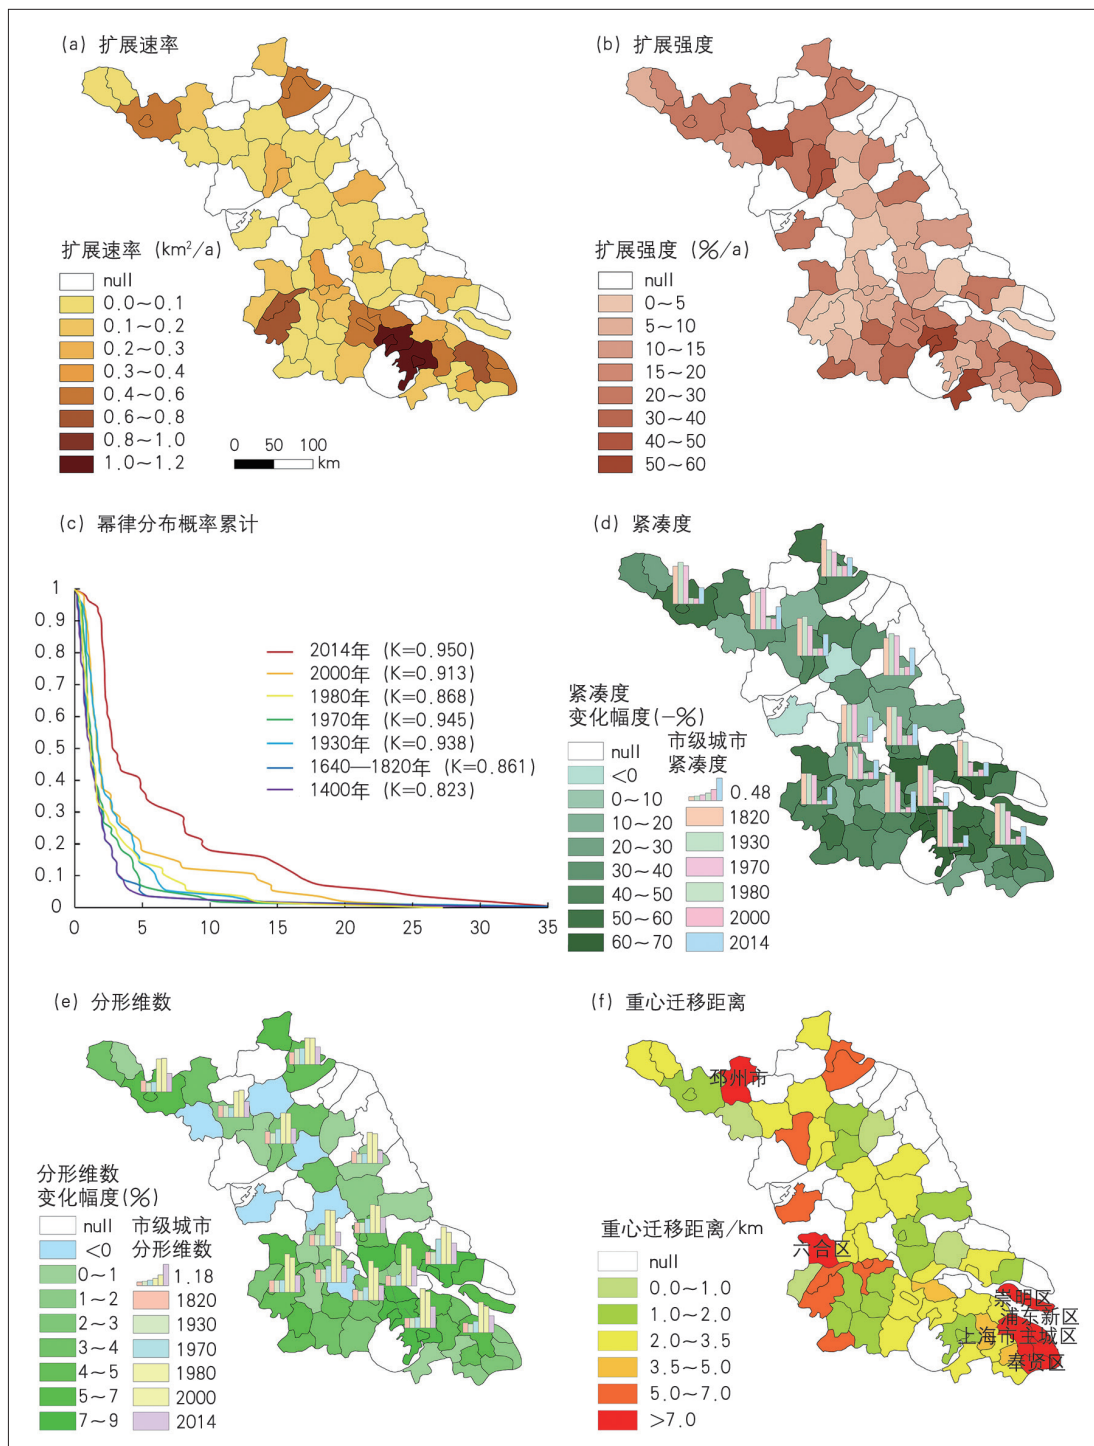 (a) 扩展速率
扩展速率 (km²/a)
null
0.0～0.1
0.1～0.2
0.2～0.3
0.3～0.4
0.4～0.6
0.6～0.8
0.8～1.0
1.0～1.2
0 50 100
km
(b) 扩展强度
扩展强度 (%/a)
null
0～5
5～10
10～15
15～20
20～30
30～40
40～50
50～60
(c) 幂律分布概率累计
1
0.9
0.8
0.7
0.6
0.5
0.4
0.3
0.2
0.1
0
0 5 10 15 20 25 30 35
2014年 (K=0.950)
2000年 (K=0.913)
1980年 (K=0.868)
1970年 (K=0.945)
1930年 (K=0.938)
1640—1820年 (K=0.861)
1400年 (K=0.823)
(d) 紧凑度
紧凑度
变化幅度(-%)
null
<0
0～10
10～20
20～30
30～40
40～50
50～60
60～70
市级城市
紧凑度
0.48
1820
1930
1970
1980
2000
2014
(e) 分形维数
分形维数
变化幅度(%)
null
<0
0～1
1～2
2～3
3～4
4～5
5～7
7～9
市级城市
分形维数
1.18
1820
1930
1970
1980
2000
2014
(f) 重心迁移距离
邳州市
六合区
崇明区
浦东新区
上海市主城区
奉贤区
重心迁移距离/km
null
0.0～1.0
1.0～2.0
2.0～3.5
3.5～5.0
5.0～7.0
>7.0